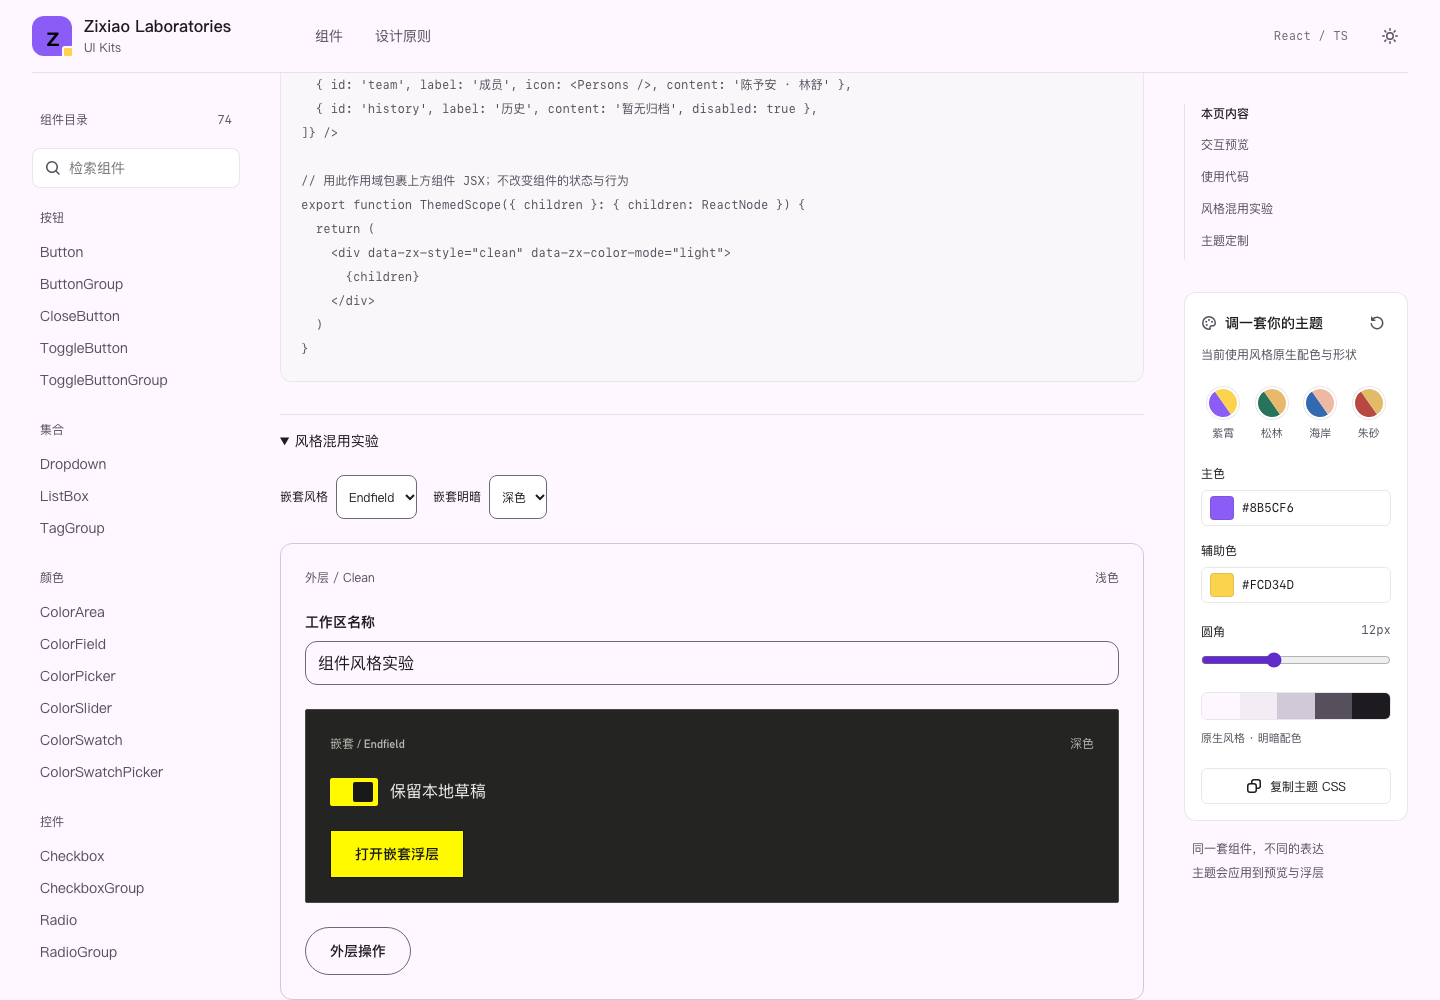 Zixiao Laboratories
UI Kits
组件
设计原则
React / TS
组件目录
74
检索组件
按钮
Button
ButtonGroup
CloseButton
ToggleButton
ToggleButtonGroup
集合
Dropdown
ListBox
TagGroup
颜色
ColorArea
ColorField
ColorPicker
ColorSlider
ColorSwatch
ColorSwatchPicker
控件
Checkbox
CheckboxGroup
Radio
RadioGroup
{ id: 'team', label: '成员', icon: <Persons />, content: '陈予安 · 林舒' },
{ id: 'history', label: '历史', content: '暂无归档', disabled: true },
]} />
// 用此作用域包裹上方组件 JSX；不改变组件的状态与行为
export function ThemedScope({ children }: { children: ReactNode }) {
return (
<div data-zx-style="clean" data-zx-color-mode="light">
{children}
</div>
)
}
风格混用实验
嵌套风格
Endfield
嵌套明暗
深色
外层 / Clean
浅色
工作区名称
组件风格实验
嵌套 / Endfield
深色
保留本地草稿
打开嵌套浮层
外层操作
本页内容
交互预览
使用代码
风格混用实验
主题定制
调一套你的主题
当前使用风格原生配色与形状
紫霄
松林
海岸
朱砂
主色
#8B5CF6
辅助色
#FCD34D
圆角
12px
原生风格 · 明暗配色
复制主题 CSS
同一套组件，不同的表达
主题会应用到预览与浮层
Z